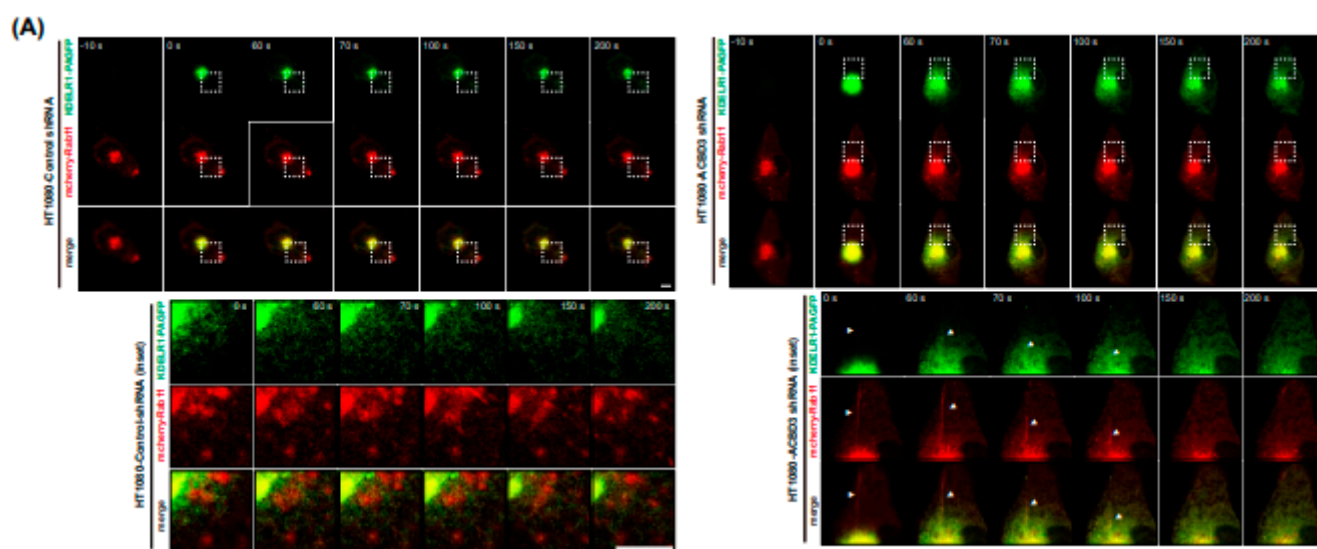 (A)
HT1080-Control shRNA
KDELR1-PAGFP
mcherry-Rab11
merge
-10 s
0 s
60 s
70 s
100 s
150 s
200 s
HT1080-ACBD3 shRNA
KDELR1-PAGFP
mcherry-Rab11
merge
-10 s
0 s
60 s
70 s
100 s
150 s
200 s
HT1080-Control-shRNA (inset)
KDELR1-PAGFP
mcherry-Rab11
merge
0 s
60 s
70 s
100 s
150 s
200 s
HT1080-ACBD3 shRNA (inset)
KDELR1-PAGFP
mcherry-Rab11
merge
0 s
60 s
70 s
100 s
150 s
200 s